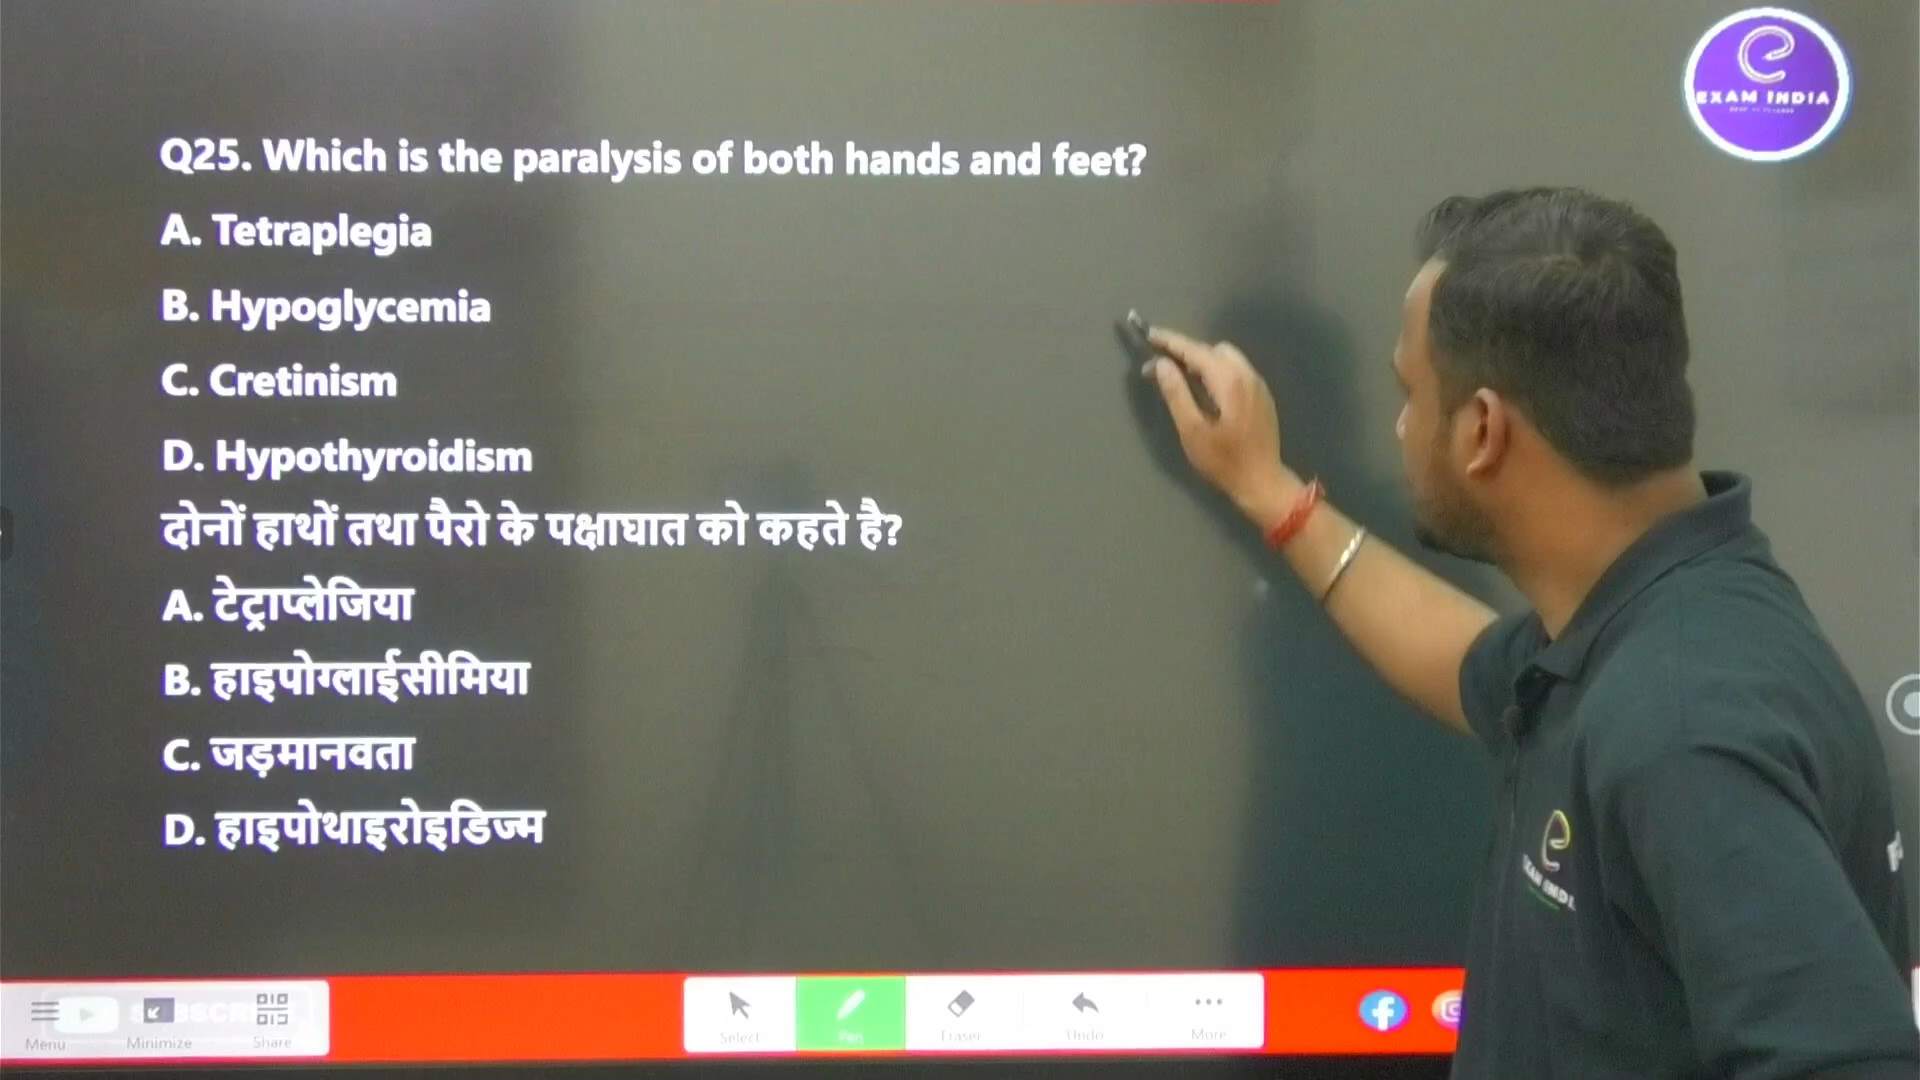 EXAM INDIA
Q25. Which is the paralysis of both hands and feet?
A. Tetraplegia
B. Hypoglycemia
C. Cretinism
D. Hypothyroidism
दोनों हाथों तथा पैरो के पक्षाघात को कहते है?
A. टेट्राप्लेजिया
B. हाइपोग्लाईसीमिया
C. जड़मानवता
D. हाइपोथाइरोइडिज्म
Menu
Minimize
Share
Select
Pen
Eraser
Undo
More